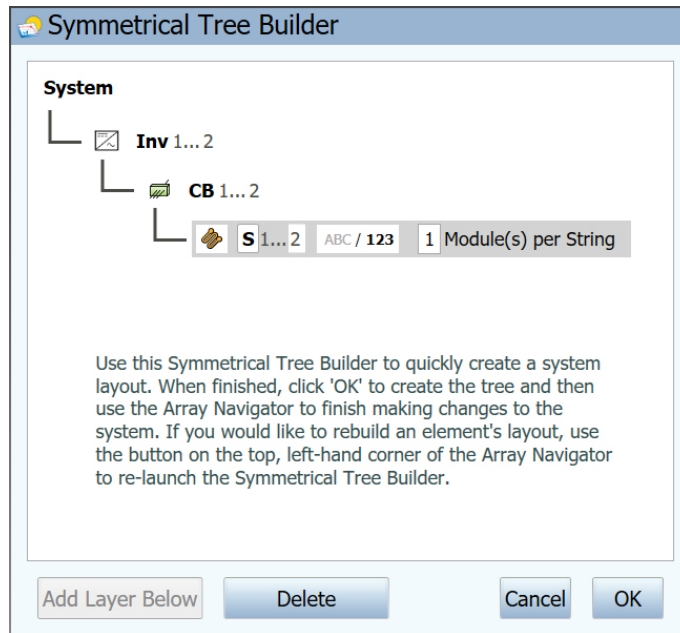 Symmetrical Tree Builder
System
Inv 1... 2
CB 1... 2
S 1... 2 ABC / 123 1 Module(s) per String
Use this Symmetrical Tree Builder to quickly create a system
layout. When finished, click 'OK' to create the tree and then
use the Array Navigator to finish making changes to the
system. If you would like to rebuild an element's layout, use
the button on the top, left-hand corner of the Array Navigator
to re-launch the Symmetrical Tree Builder.
Add Layer Below Delete Cancel OK